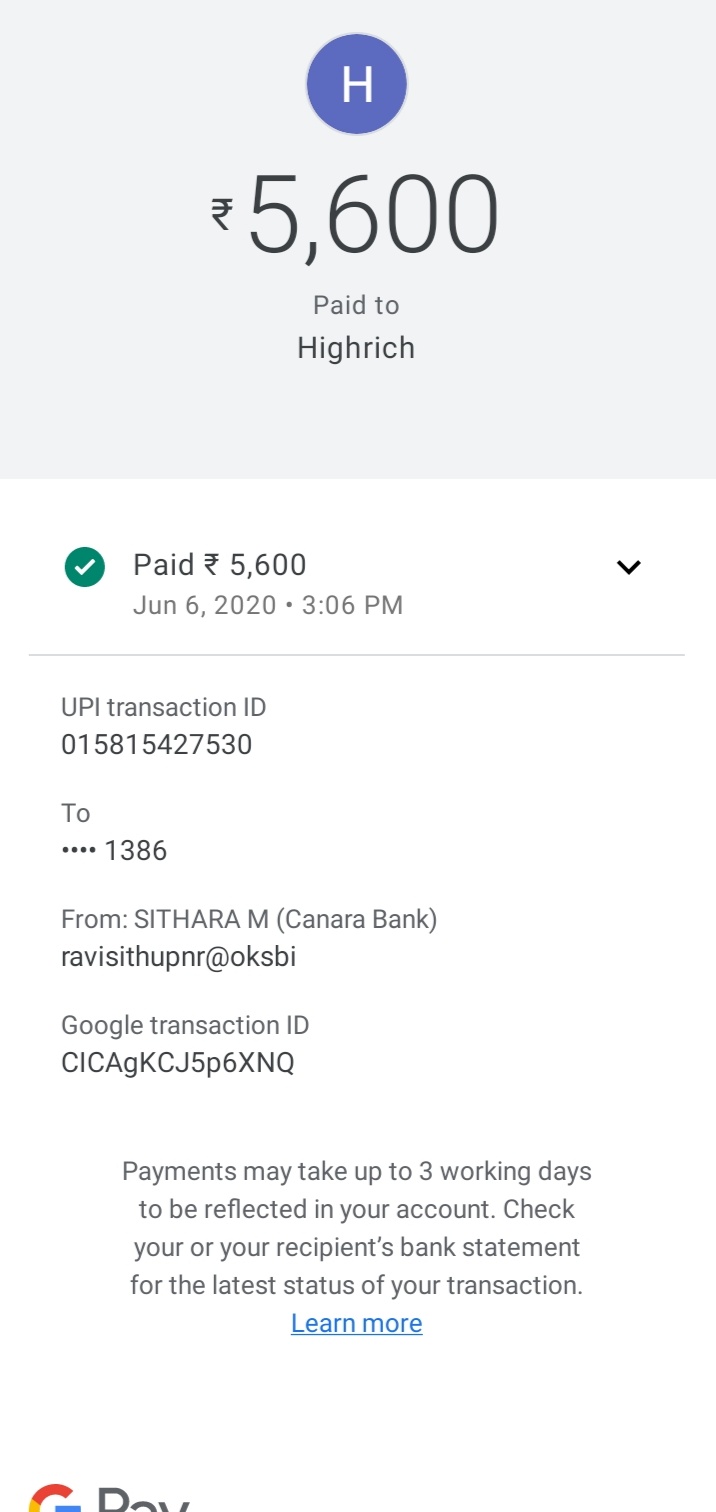 H
₹5,600
Paid to
Highrich
Paid ₹ 5,600
Jun 6, 2020 • 3:06 PM
UPI transaction ID
015815427530
To
•••• 1386
From: SITHARA M (Canara Bank)
ravisithupnr@oksbi
Google transaction ID
CICAgKCJ5p6XNQ
Payments may take up to 3 working days
to be reflected in your account. Check
your or your recipient’s bank statement
for the latest status of your transaction.
Learn more
G Pay